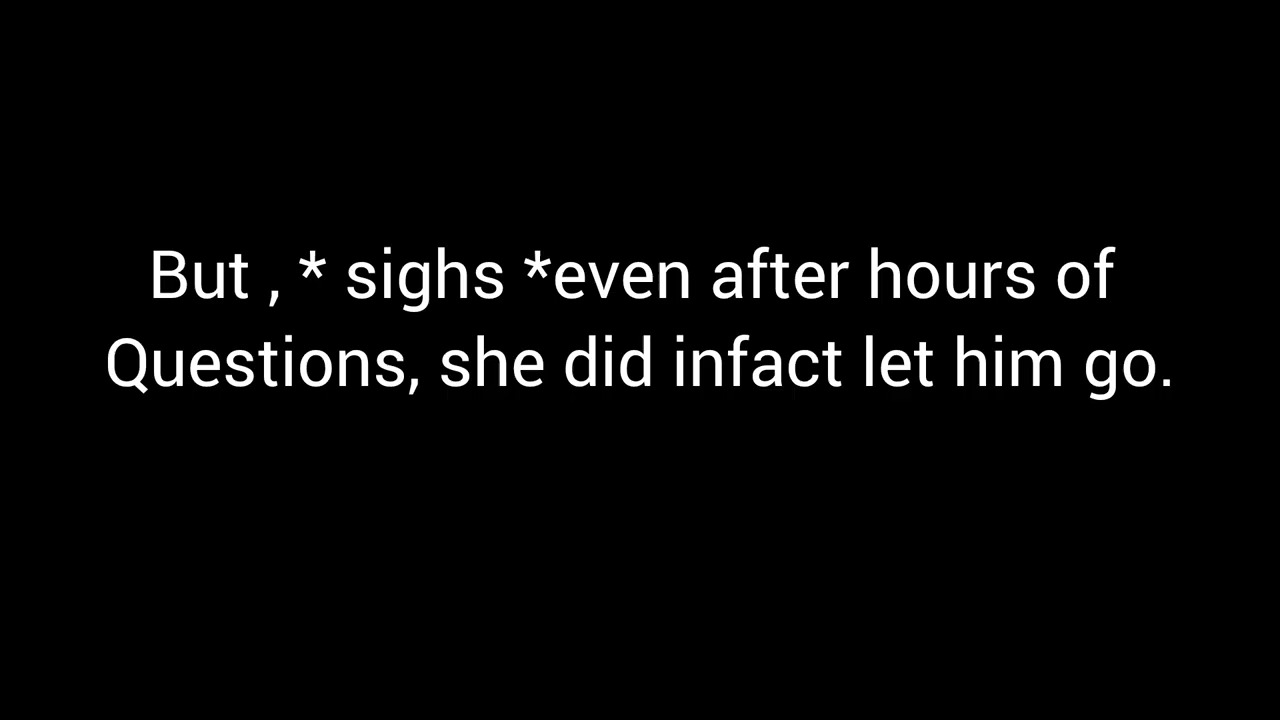 But , * sighs *even after hours of
Questions, she did infact let him go.